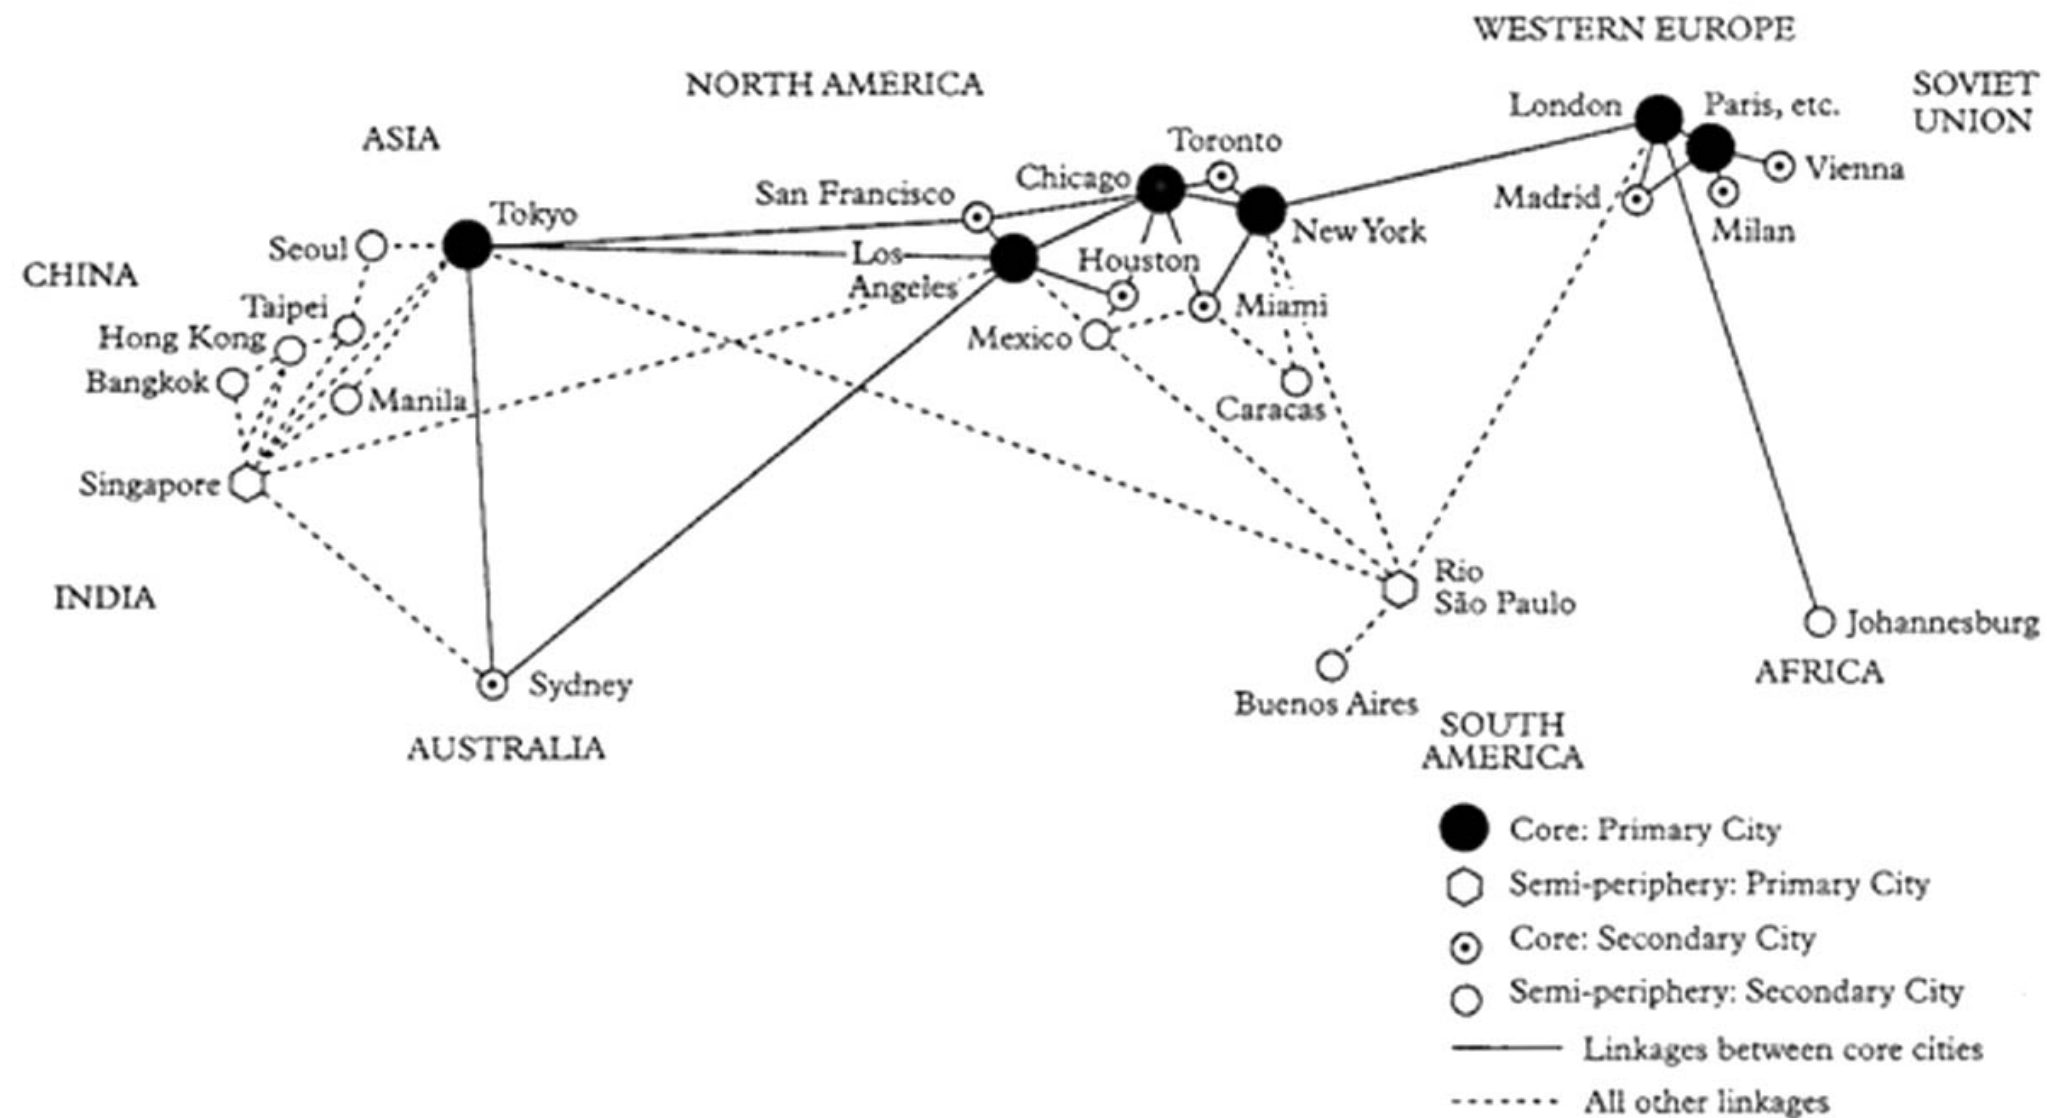 WESTERN EUROPE
NORTH AMERICA
SOVIET
UNION
London
Paris, etc.
ASIA
Toronto
Chicago
San Francisco
Vienna
Madrid
Tokyo
New York
Milan
Seoul
Los
Angeles
Houston
CHINA
Taipei
Miami
Hong Kong
Mexico
Bangkok
Manila
Caracas
Singapore
Rio
São Paulo
INDIA
Johannesburg
AFRICA
Sydney
Buenos Aires
AUSTRALIA
SOUTH
AMERICA
Core: Primary City
Semi-periphery: Primary City
Core: Secondary City
Semi-periphery: Secondary City
Linkages between core cities
All other linkages